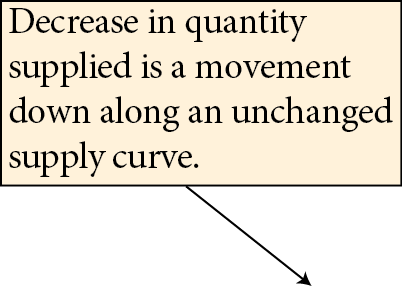 Decrease in quantity
supplied is a movement
down along an unchanged
supply curve.